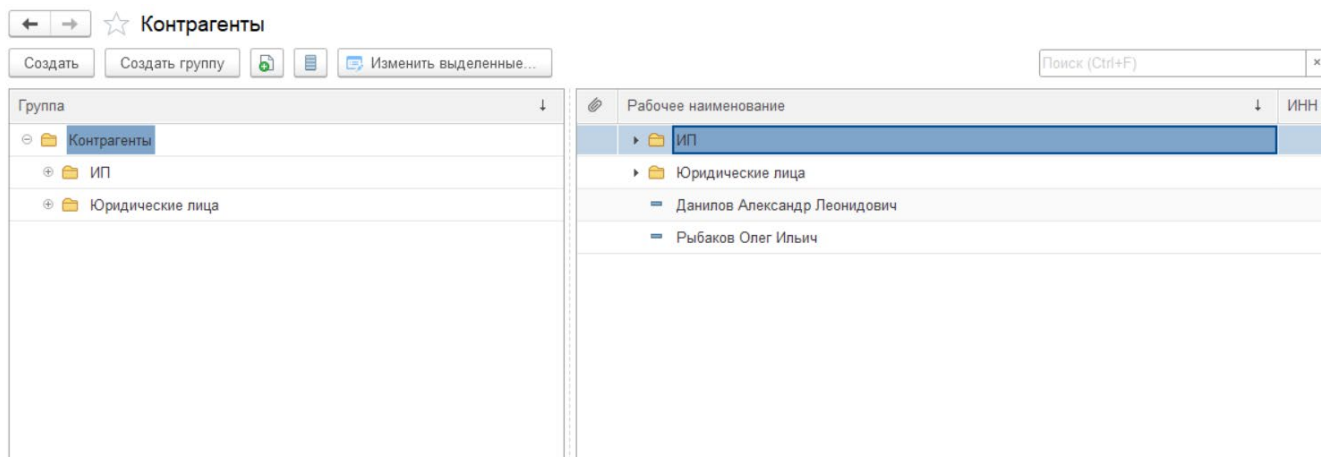 Контрагенты
Создать Создать группу Изменить выделенные... Поиск (Ctrl+F) ×
Группа ↓ Рабочее наименование ↓ ИНН
Контрагенты ИП
ИП Юридические лица
Юридические лица Данилов Александр Леонидович
Рыбаков Олег Ильич